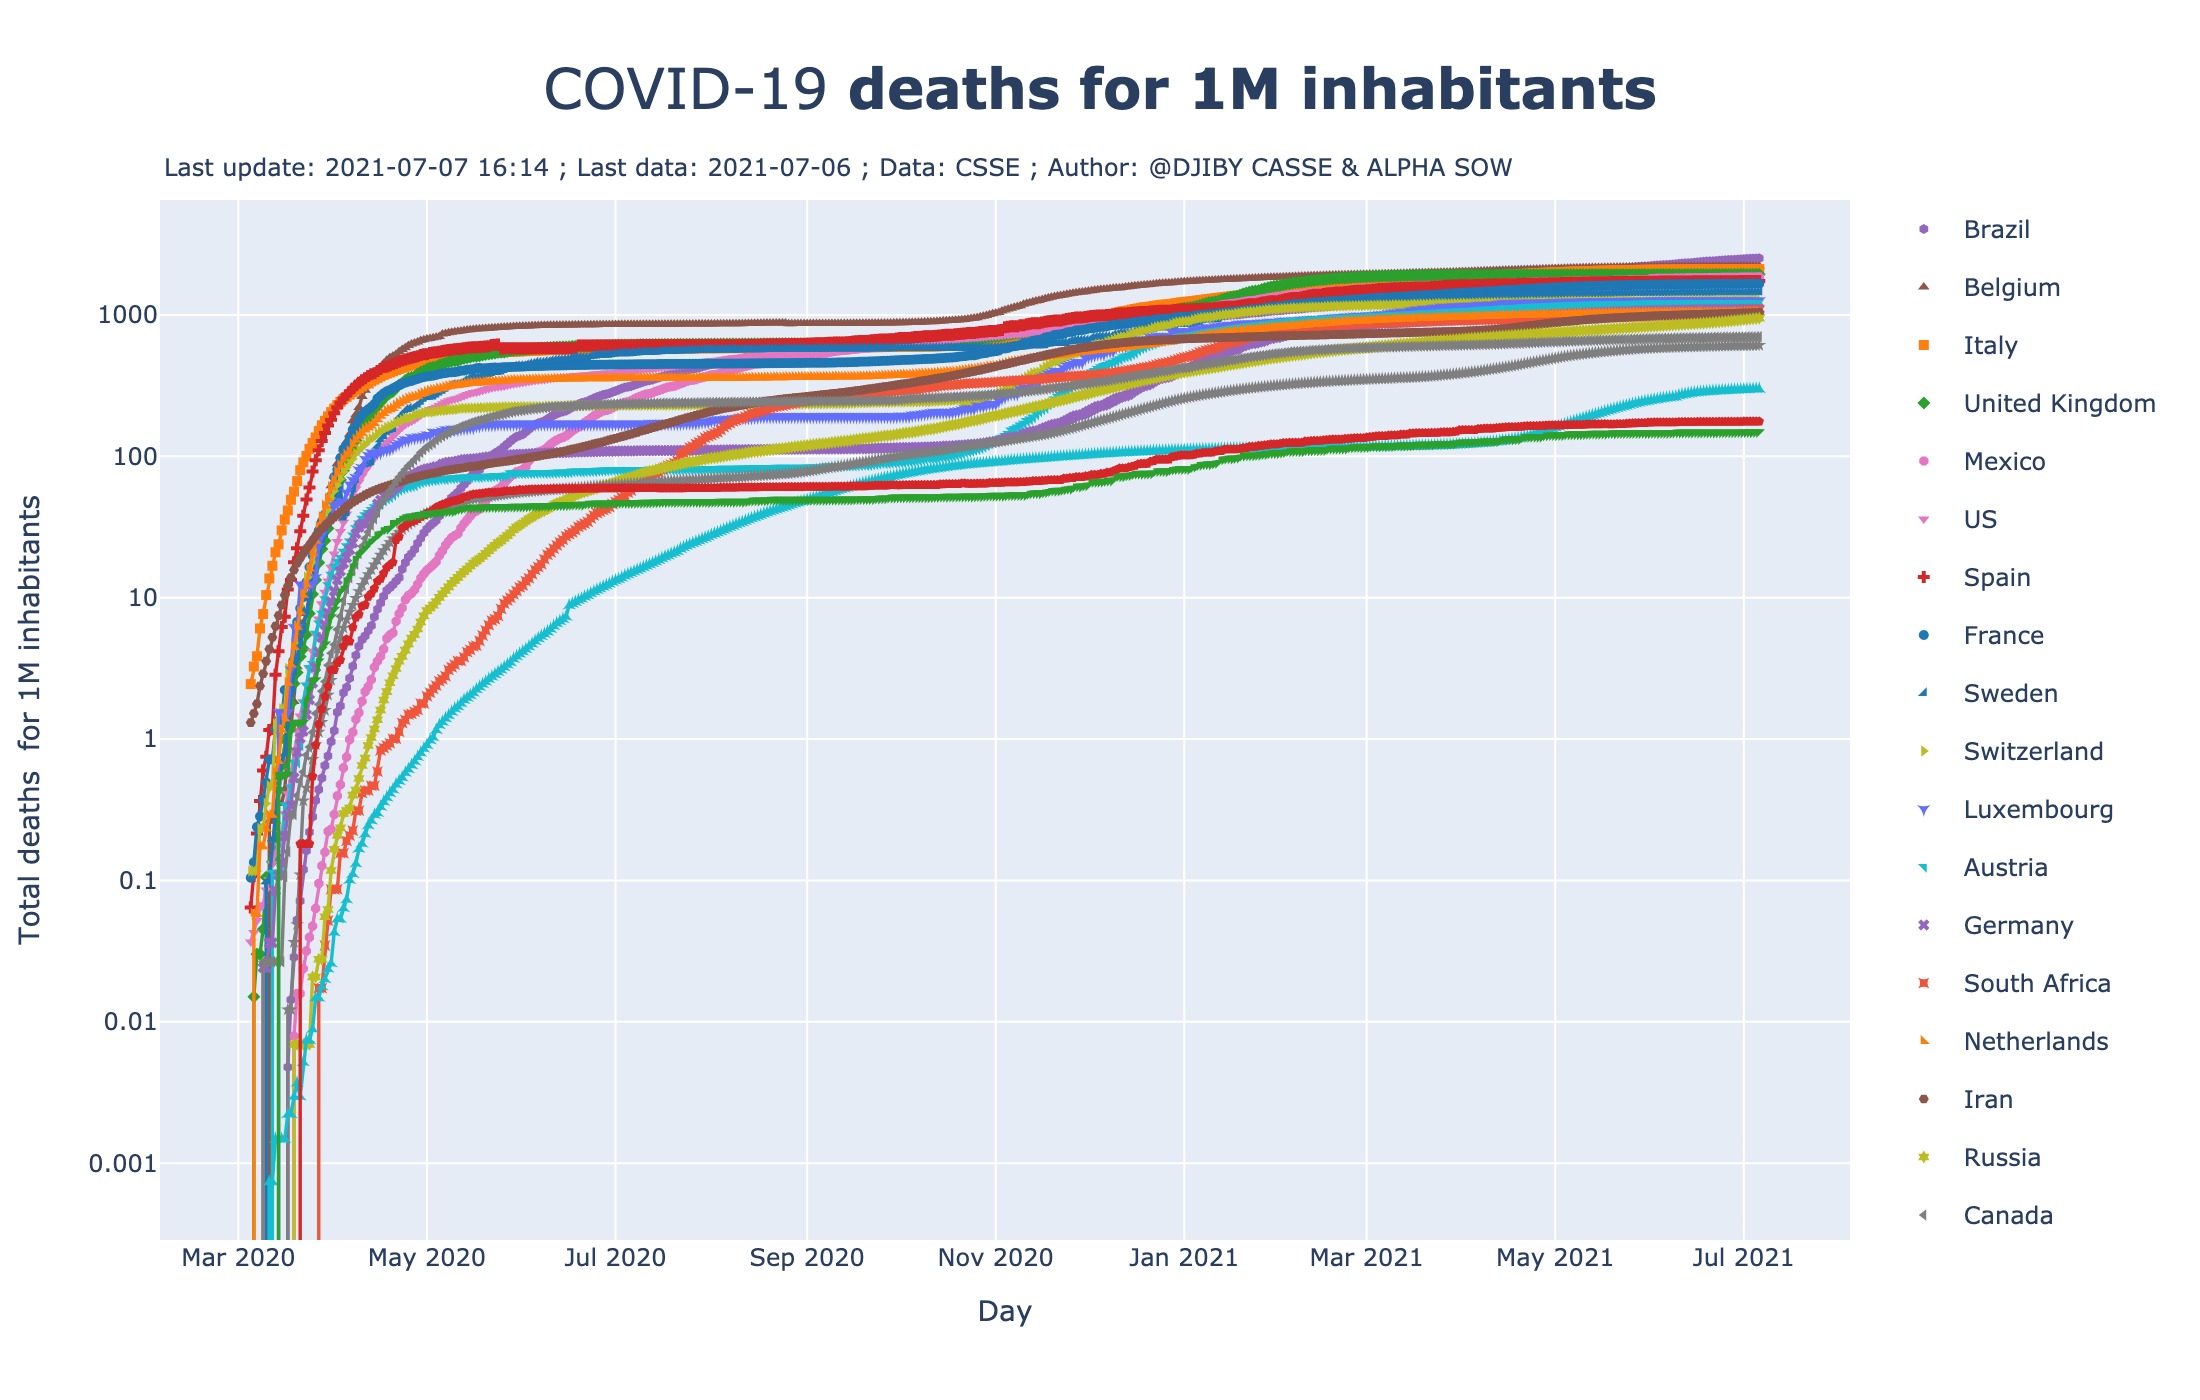 COVID-19 deaths for 1M inhabitants
Last update: 2021-07-07 16:14 ; Last data: 2021-07-06 ; Data: CSSE ; Author: @DJIBY CASSE & ALPHA SOW
Total deaths for 1M inhabitants
1000
100
10
1
0.1
0.01
0.001
Mar 2020
May 2020
Jul 2020
Sep 2020
Nov 2020
Jan 2021
Mar 2021
May 2021
Jul 2021
Day
Brazil
Belgium
Italy
United Kingdom
Mexico
US
Spain
France
Sweden
Switzerland
Luxembourg
Austria
Germany
South Africa
Netherlands
Iran
Russia
Canada